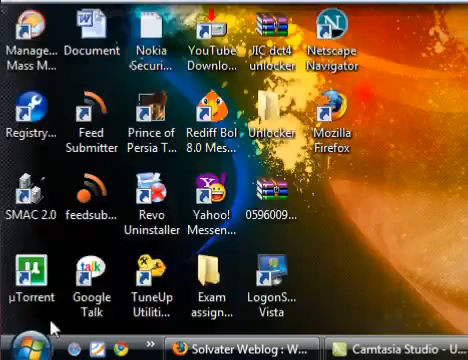 Manage... Mass M...
Document
Nokia Securi...
YouTube Downlo...
JIC dct4 unlocker
Netscape Navigator
Registry...
Feed Submitter
Prince of Persia T...
Rediff Bol 8.0 Mes...
Unlocker
Mozilla Firefox
SMAC 2.0
feedsub...
Revo Uninstaller
Yahoo! Messen...
0596009...
µTorrent
Google Talk
TuneUp Utiliti...
Exam assign...
LogonS... Vista
Solvater Weblog : W...
Camtasia Studio - U...